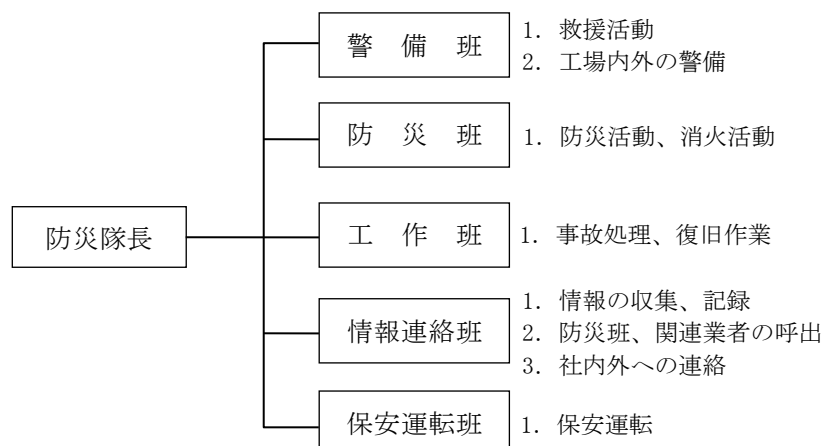 警備班
1. 救援活動
2. 工場内外の警備
防災班
1. 防災活動、消火活動
防災隊長
工作班
1. 事故処理、復旧作業
情報連絡班
1. 情報の収集、記録
2. 防災班、関連業者の呼出
3. 社内外への連絡
保安運転班
1. 保安運転